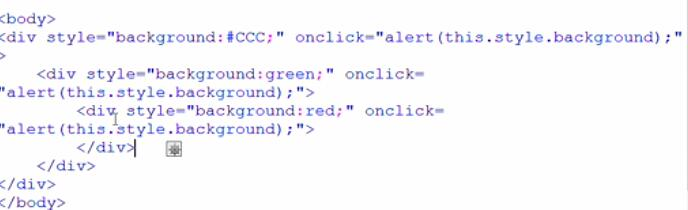 <body>
<div style="background:#CCC;" onclick="alert(this.style.background);"
>
<div style="background:green;" onclick=
"alert(this.style.background);">
<div style="background:red;" onclick=
"alert(this.style.background);">
</div>
</div>
</div>
</body>